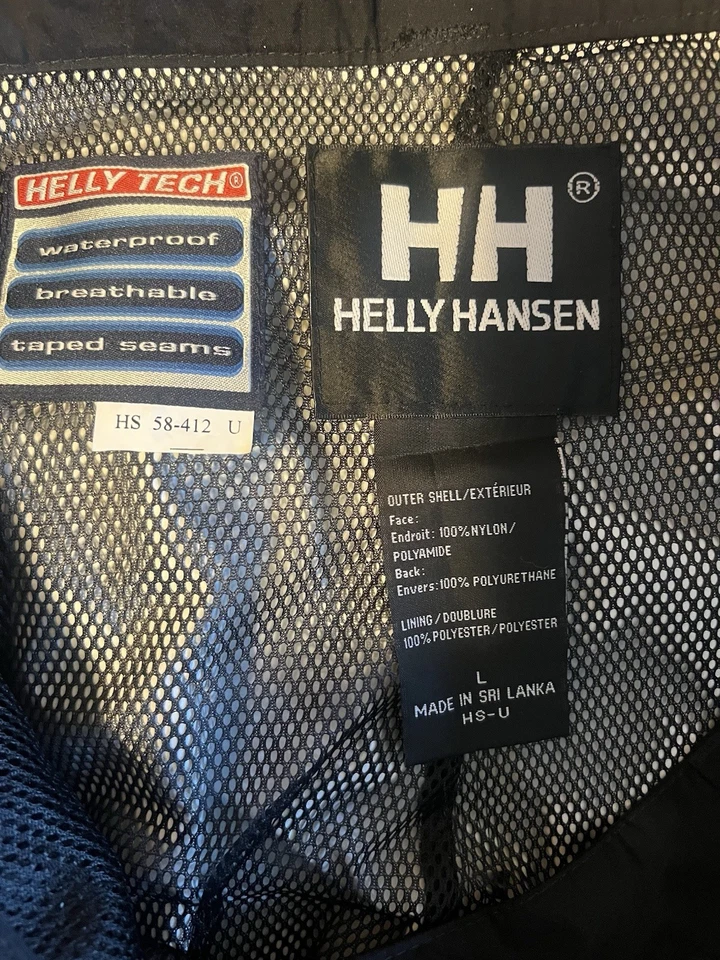 HELLY TECH®
waterproof
breathable
taped seams
HS 58-412 U
HH®
HELLY HANSEN
OUTER SHELL/EXTÉRIEUR
Face:
Endroit: 100%NYLON/
POLYAMIDE
Back:
Envers:100% POLYURETHANE
LINING/DOUBLURE
100%POLYESTER/POLYESTER
L
MADE IN SRI LANKA
HS-U